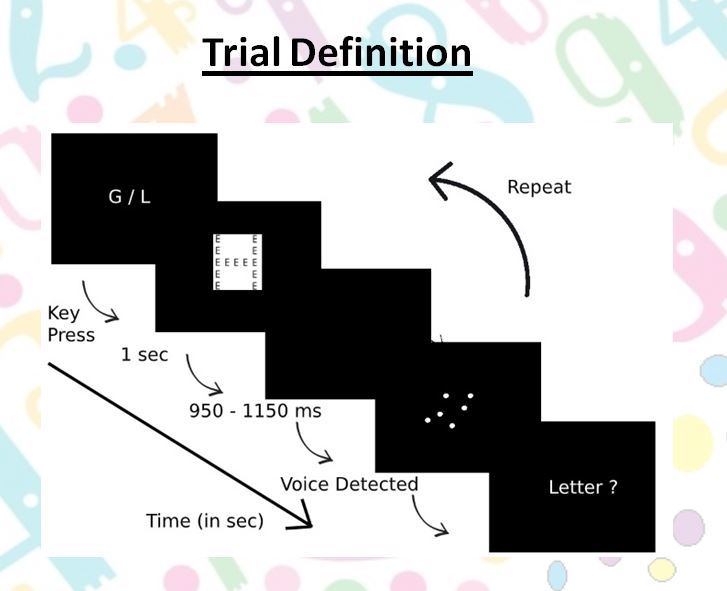 Trial Definition
G / L
Repeat
E E
E E
E E E E E
E E
E E
Key
Press
1 sec
950 - 1150 ms
Voice Detected
Letter ?
Time (in sec)